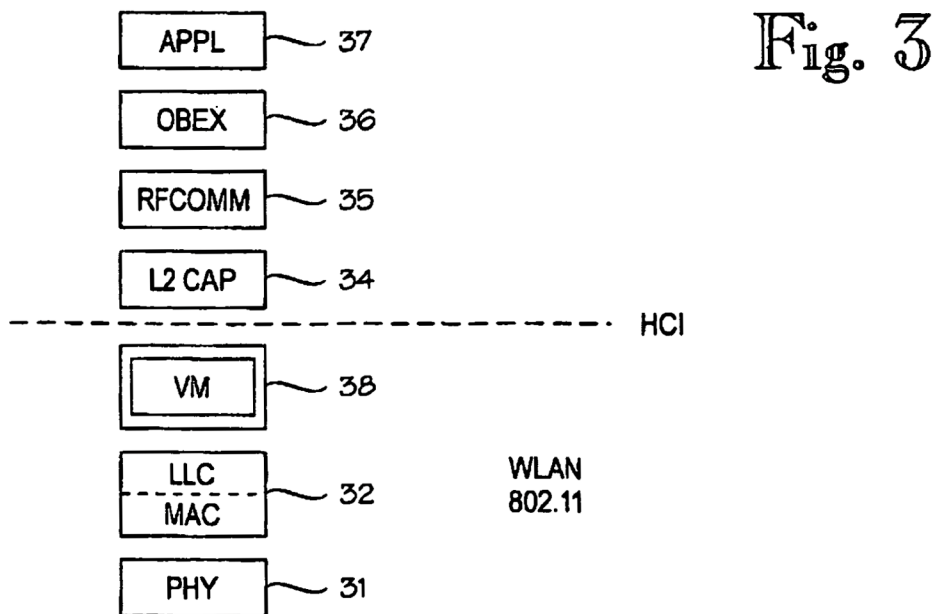 Fig. 3
APPL 37
OBEX 36
RFCOMM 35
L2 CAP 34
HCI
VM 38
LLC
MAC
32
WLAN
802.11
PHY 31